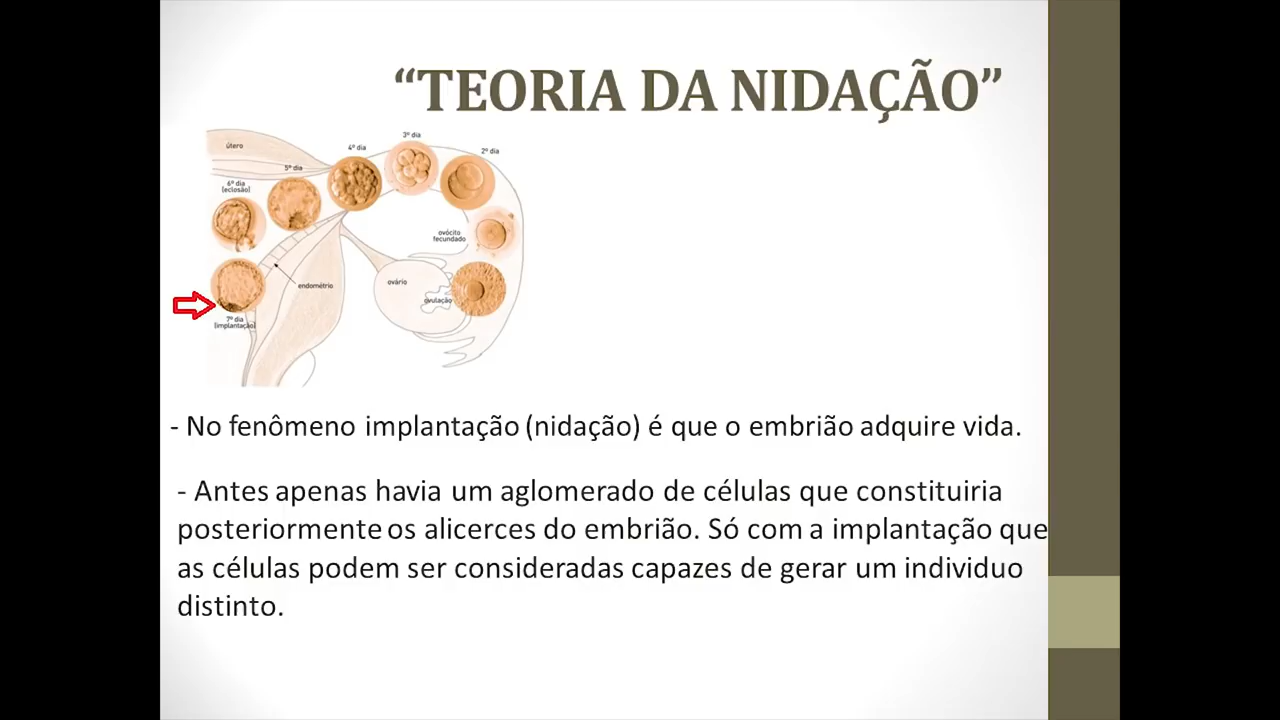 “TEORIA DA NIDAÇÃO”
3º dia
4º dia
2º dia
útero
5º dia
6º dia
(eclosão)
ovócito
fecundado
endométrio
ovário
ovulação
7º dia
(implantação)
- No fenômeno implantação (nidação) é que o embrião adquire vida.
- Antes apenas havia um aglomerado de células que constituiria
posteriormente os alicerces do embrião. Só com a implantação que
as células podem ser consideradas capazes de gerar um individuo
distinto.